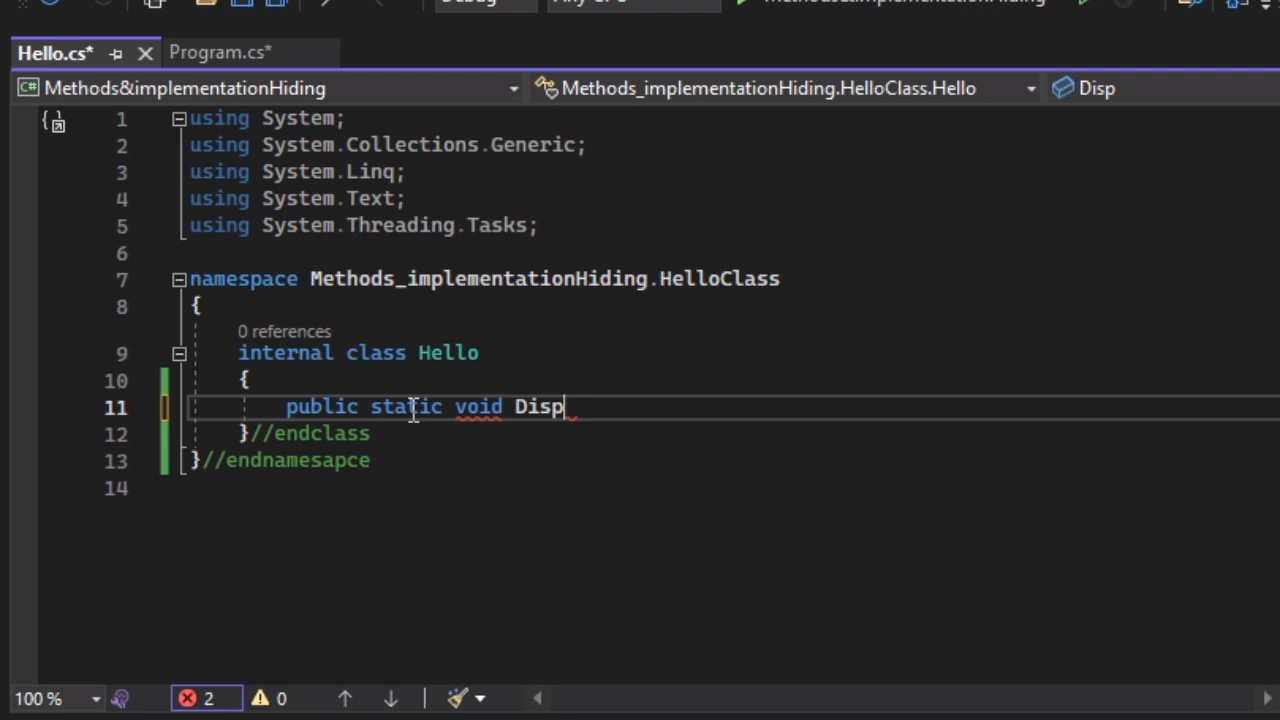 Hello.cs* Program.cs*
C# Methods&implementationHiding Methods_implementationHiding.HelloClass.Hello Disp
1 using System;
2 using System.Collections.Generic;
3 using System.Linq;
4 using System.Text;
5 using System.Threading.Tasks;
6
7 namespace Methods_implementationHiding.HelloClass
8 {
0 references
9 internal class Hello
10 {
11 public static void Disp
12 }//endclass
13 }//endnamesapce
14
100 % 2 0